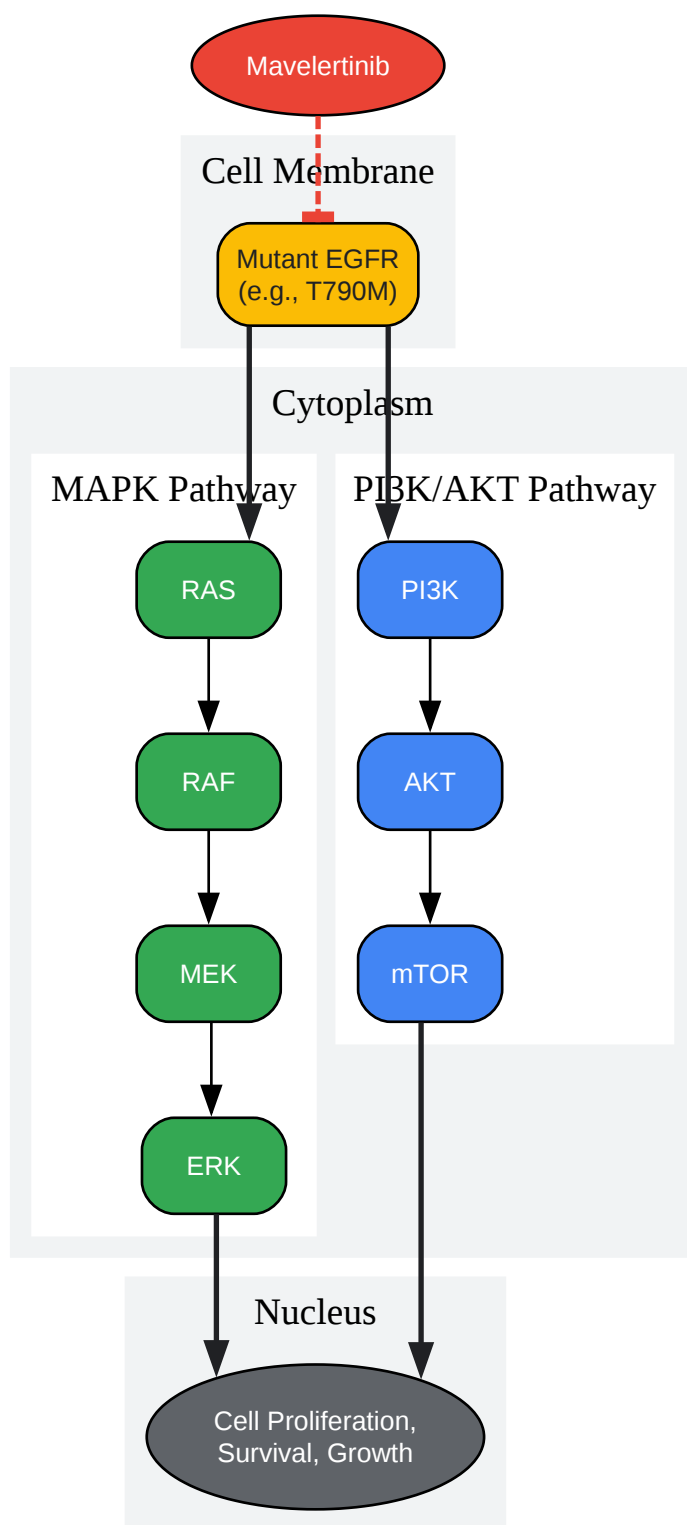 Mavelertinib
Cell Membrane
Mutant EGFR
(e.g., T790M)
Cytoplasm
MAPK Pathway
PI3K/AKT Pathway
RAS
PI3K
RAF
AKT
MEK
mTOR
ERK
Nucleus
Cell Proliferation,
Survival, Growth